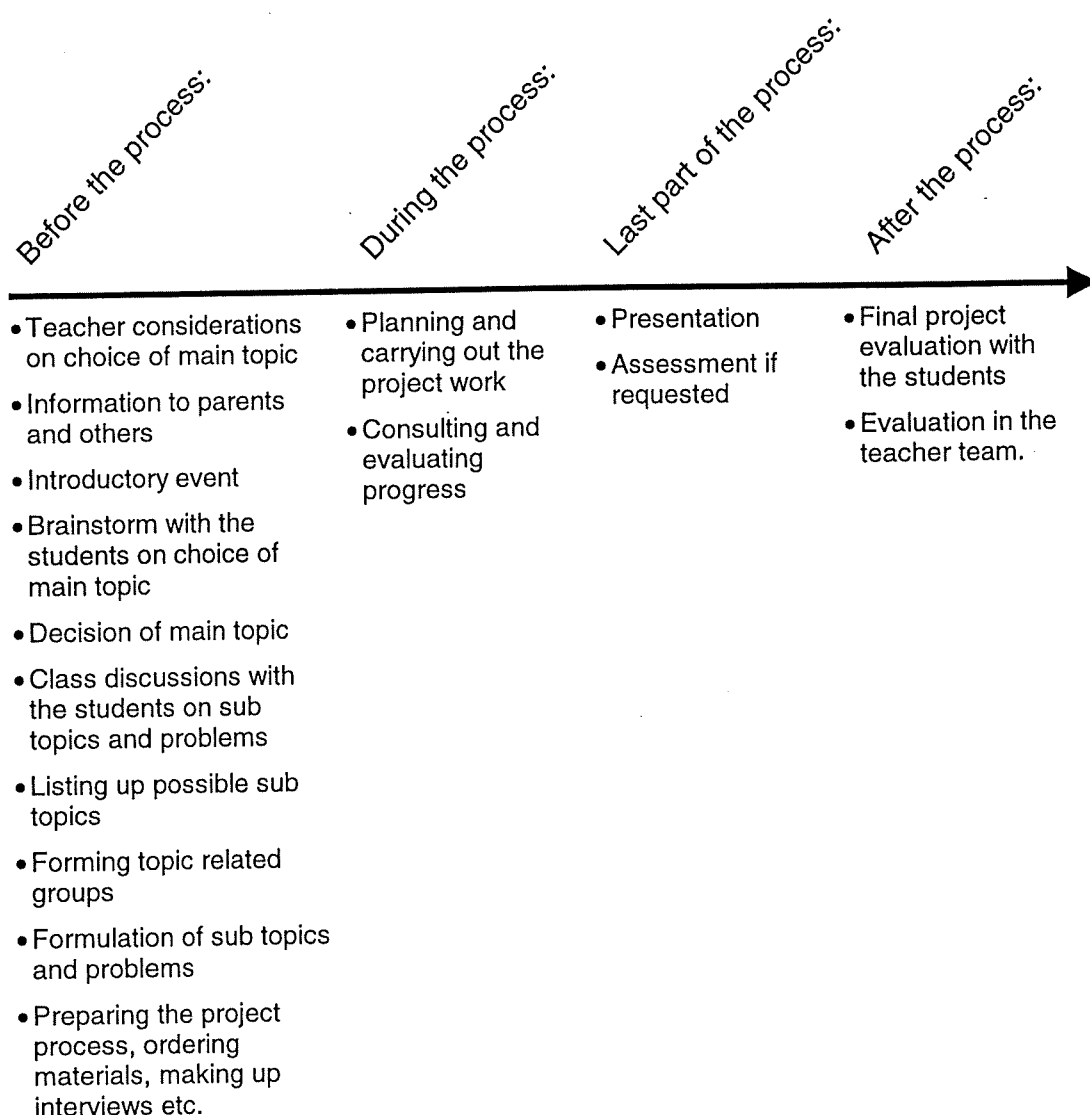 Before the process:
During the process:
Last part of the process:
After the process:
• Teacher considerations
on choice of main topic
• Information to parents
and others
• Introductory event
• Brainstorm with the
students on choice of
main topic
• Decision of main topic
• Class discussions with
the students on sub
topics and problems
• Listing up possible sub
topics
• Forming topic related
groups
• Formulation of sub topics
and problems
• Preparing the project
process, ordering
materials, making up
interviews etc.
• Planning and
carrying out the
project work
• Consulting and
evaluating
progress
• Presentation
• Assessment if
requested
• Final project
evaluation with
the students
• Evaluation in the
teacher team.